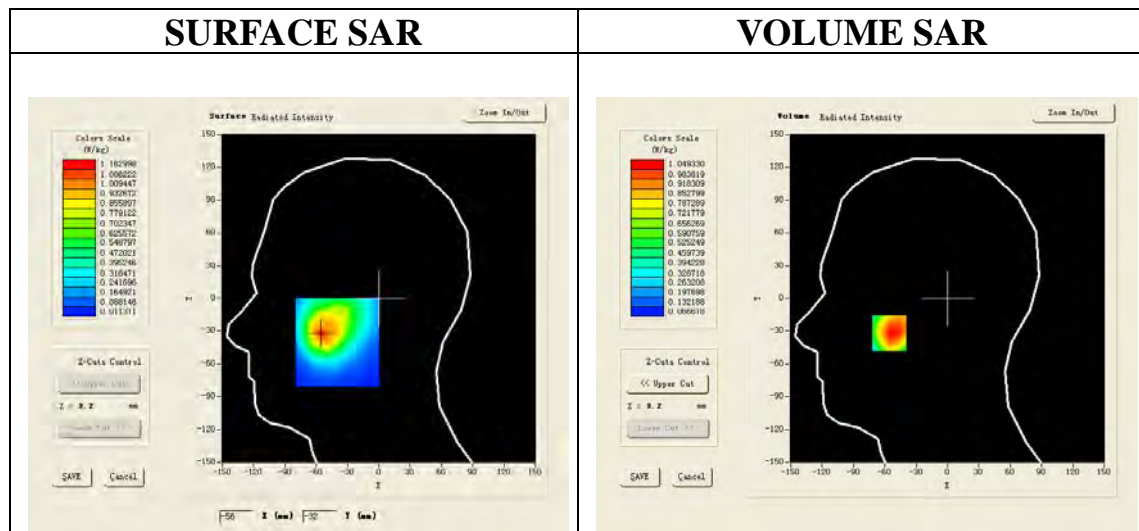 SURFACE SAR
VOLUME SAR
Surface Radiated Intensity
Zoom In/Out
Colors Scale
(W/kg)
1.162998
1.086222
1.009447
0.932672
0.855897
0.779122
0.702347
0.625572
0.548797
0.472021
0.395246
0.318471
0.241696
0.164921
0.088146
0.011371
150
120
90
60
30
0
-30
-60
-90
-120
-150
-150 -120 -90 -60 -30 0 30 60 90 120 150
Z-Cuts Control
Z = 3.2 mm
SAVE
Cancel
-56 X (mm) -32 Y (mm)
Volume Radiated Intensity
Zoom In/Out
Colors Scale
(W/kg)
1.049330
0.983819
0.918309
0.852799
0.787289
0.721779
0.656269
0.590759
0.525249
0.459739
0.394228
0.328718
0.263208
0.197698
0.132188
0.066678
150
120
90
60
30
0
-30
-60
-90
-120
-150
-150 -120 -90 -60 -30 0 30 60 90 120 150
Z-Cuts Control
<< Upper Cut
Z = 3.2 mm
SAVE
Cancel